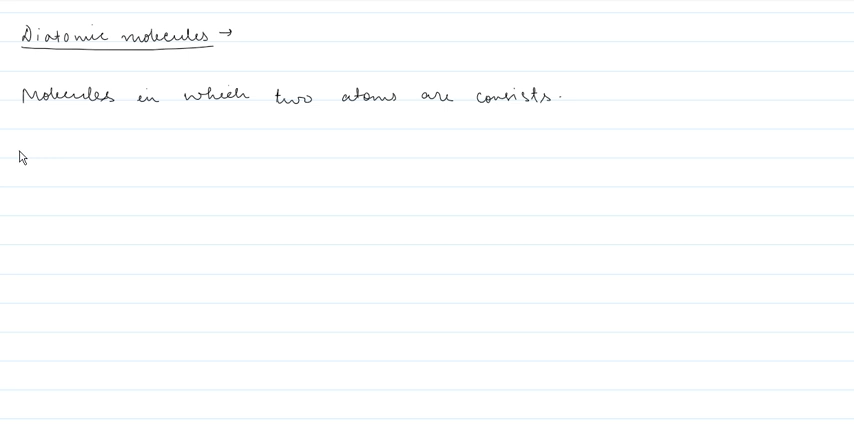 Diatomic molecules →
Molecules in which two atoms are consists.